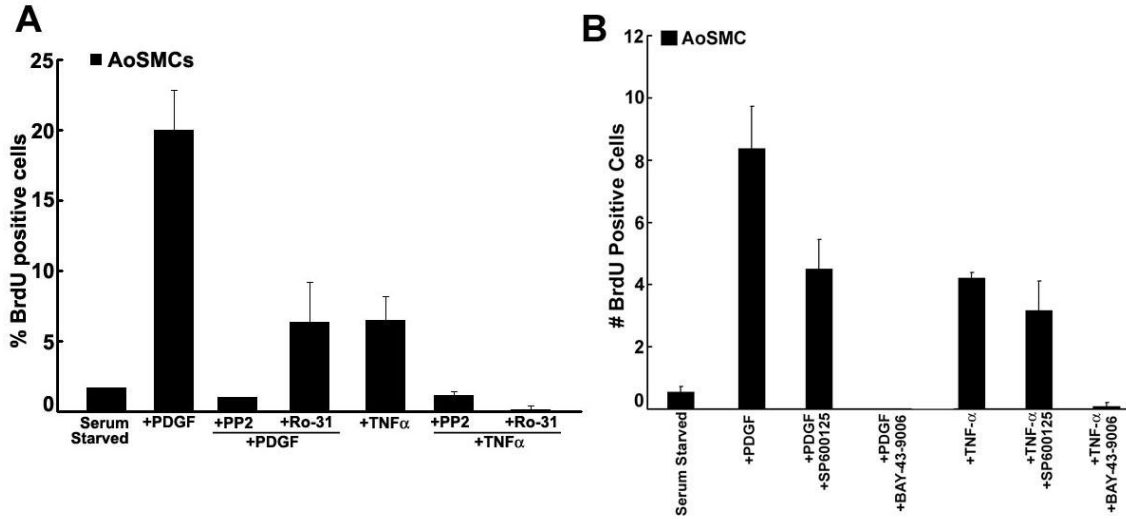 A
AoSMCs
% BrdU positive cells
25
20
15
10
5
0
Serum
Starved
+PDGF
+PP2
+Ro-31
+PDGF
+TNFα
+PP2
+Ro-31
+TNFα
B
AoSMC
# BrdU Positive Cells
12
10
8
6
4
2
0
Serum Starved
+PDGF
+PDGF
+SP600125
+PDGF
+BAY-43-9006
+TNF-α
+TNF-α
+SP600125
+TNF-α
+BAY-43-9006